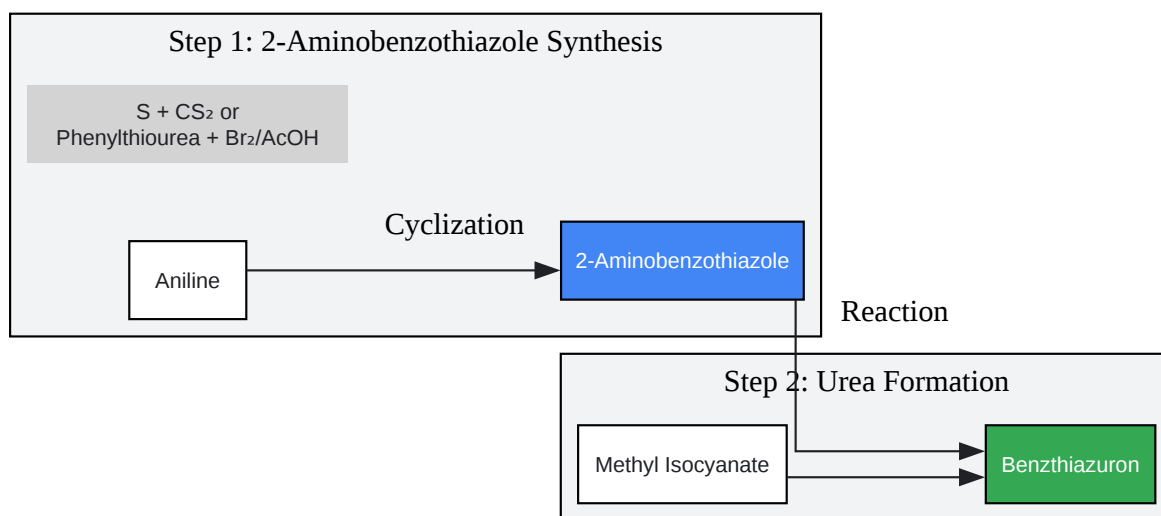 Step 1: 2-Aminobenzothiazole Synthesis
S + CS₂ or
Phenylthiourea + Br₂/AcOH
Cyclization
2-Aminobenzothiazole
Aniline
Reaction
Step 2: Urea Formation
Methyl Isocyanate
Benzthiazuron